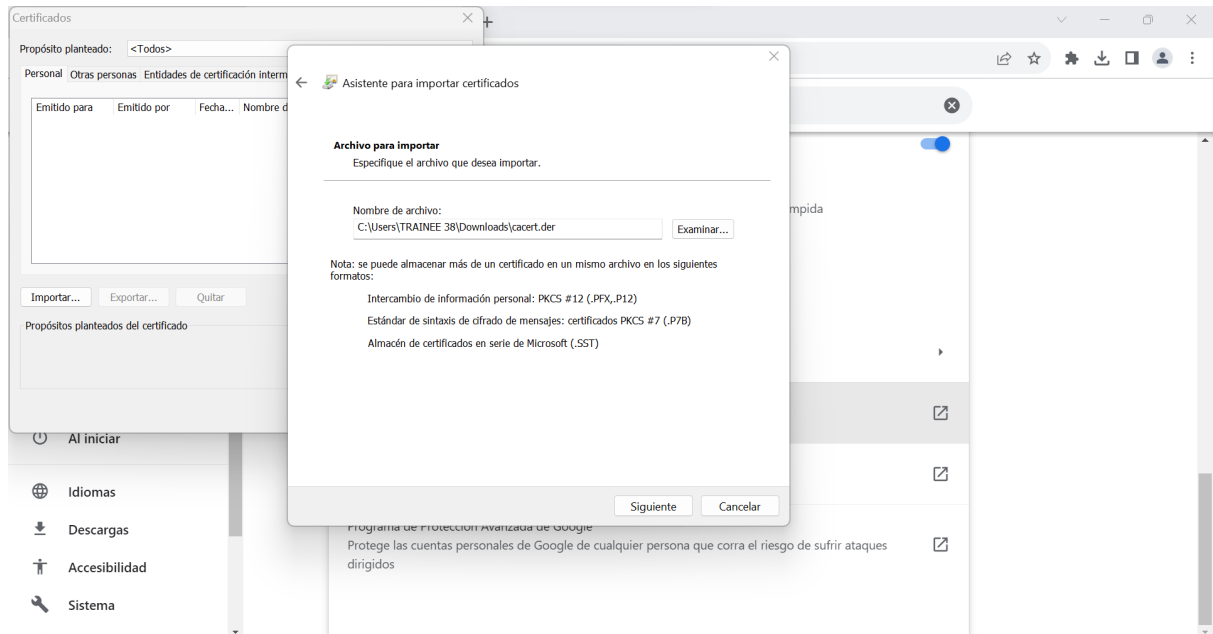 Certificados
Propósito planteado: <Todos>
Personal Otras personas Entidades de certificación interm
Emitido para Emitido por Fecha... Nombre d
Importar... Exportar... Quitar
Propósitos planteados del certificado
Asistente para importar certificados
Archivo para importar
Especifique el archivo que desea importar.
Nombre de archivo:
C:\Users\TRAINEE 38\Downloads\cacert.der
Examinar...
Nota: se puede almacenar más de un certificado en un mismo archivo en los siguientes
formatos:
Intercambio de información personal: PKCS #12 (.PFX,.P12)
Estándar de sintaxis de cifrado de mensajes: certificados PKCS #7 (.P7B)
Almacén de certificados en serie de Microsoft (.SST)
Siguiente Cancelar
mpida
Al iniciar
Idiomas
Descargas
Accesibilidad
Sistema
Programa de Protección Avanzada de Google
Protege las cuentas personales de Google de cualquier persona que corra el riesgo de sufrir ataques
dirigidos